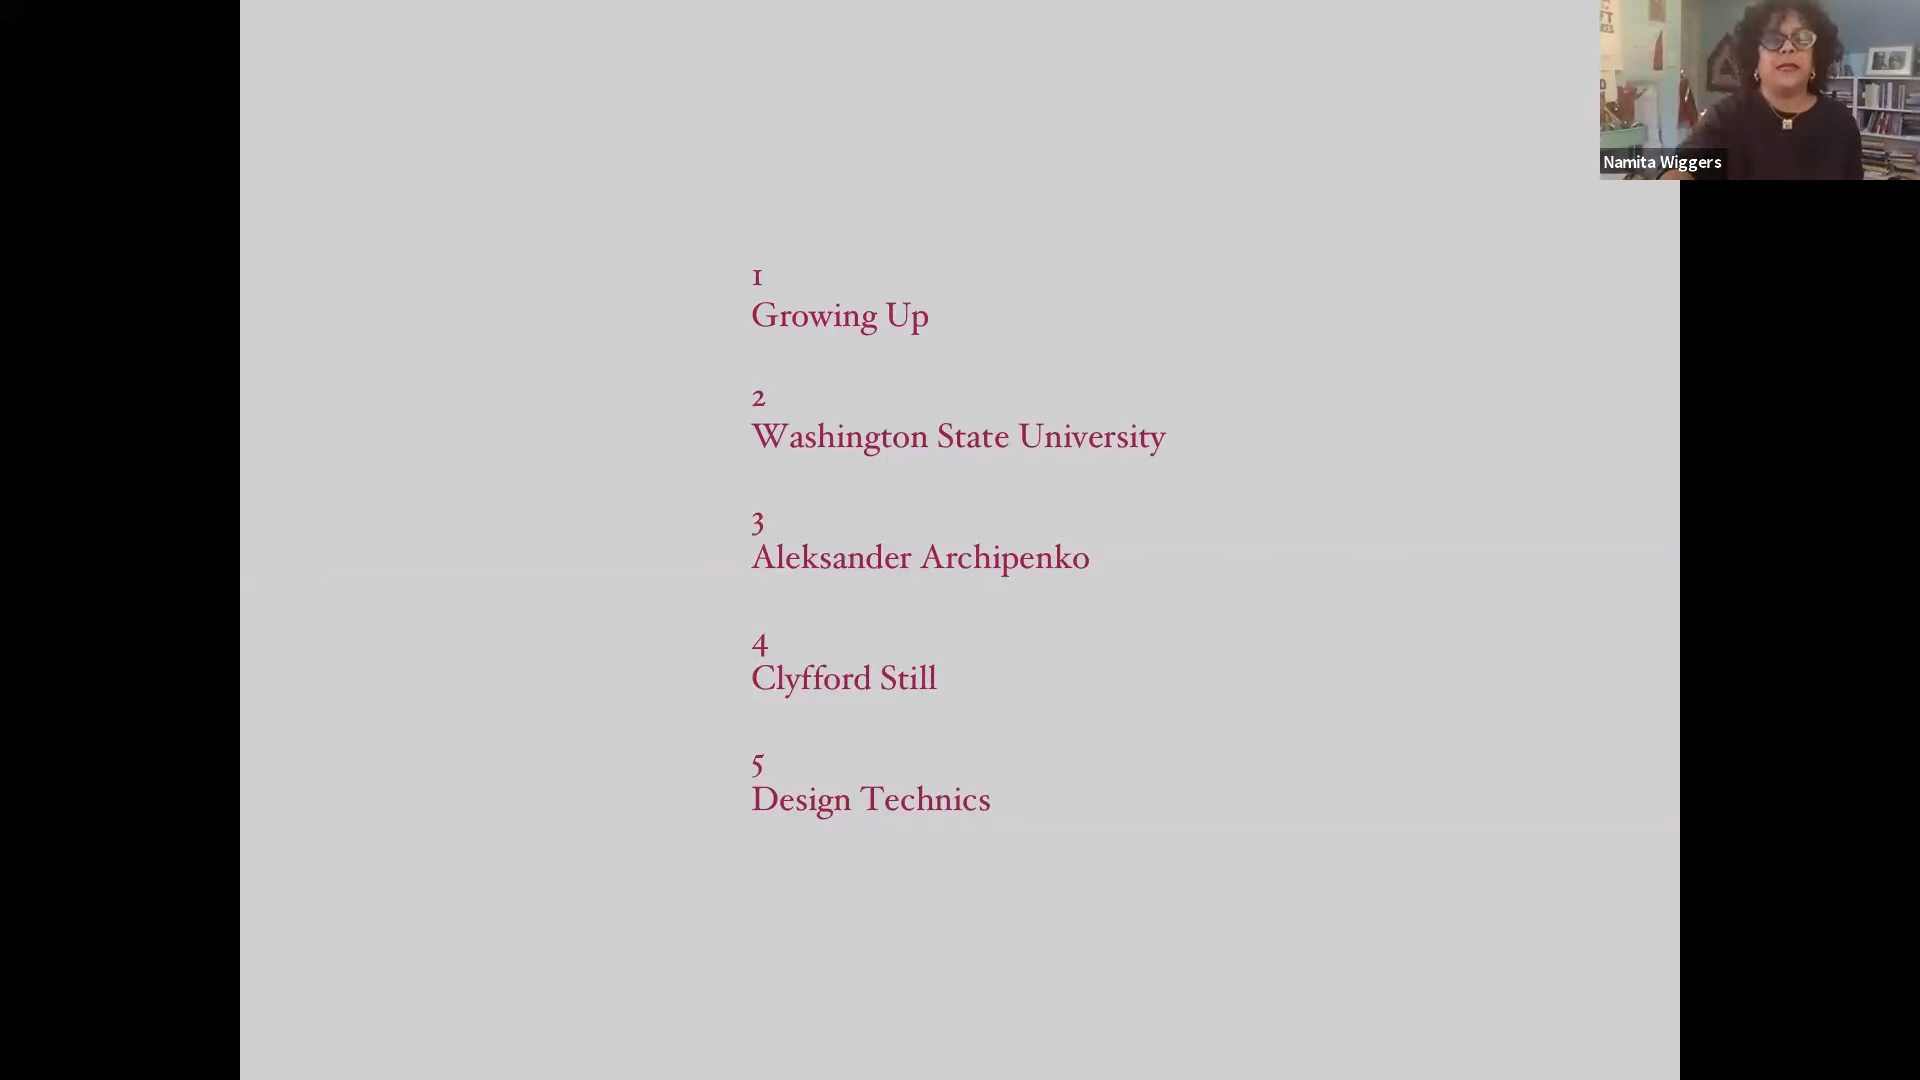 1
Growing Up
2
Washington State University
3
Aleksander Archipenko
4
Clyfford Still
5
Design Technics
Namita Wiggers